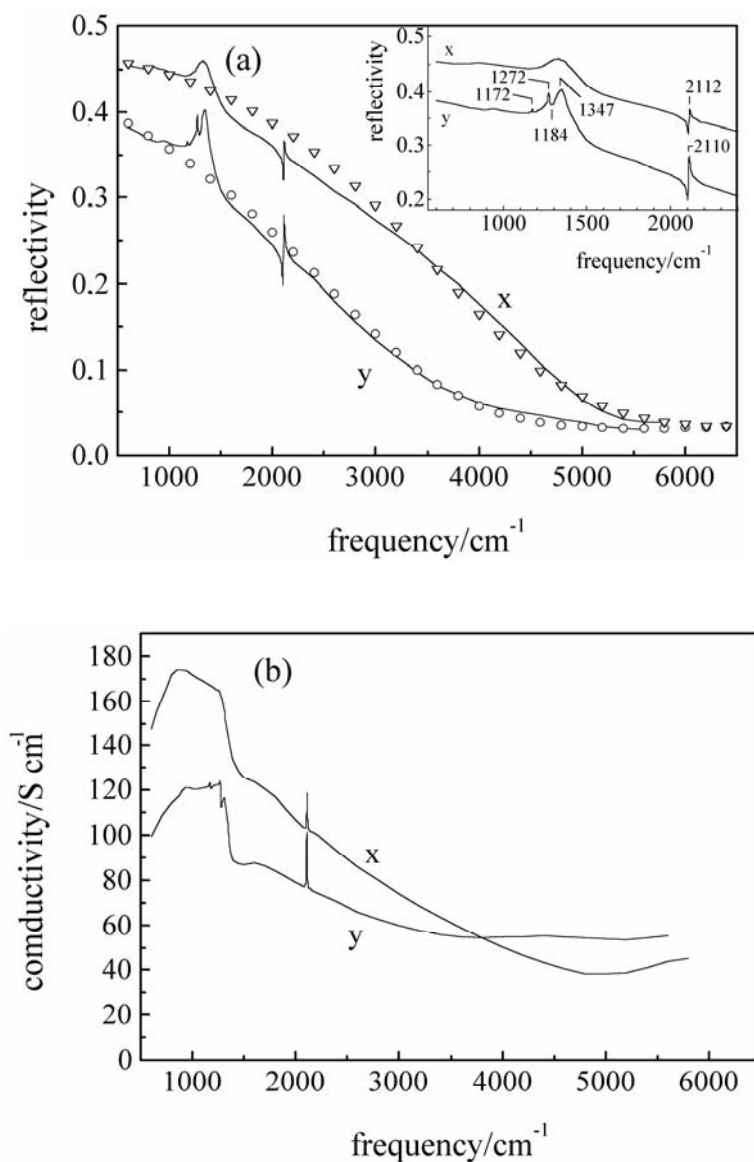 (a)
0.5
0.4
0.3
0.2
0.1
0.0
reflectivity
1000 2000 3000 4000 5000 6000
frequency/cm⁻¹
x
y
0.5
0.4
0.3
0.2
reflectivity
x
y
1272
1172
1184
1347
2112
2110
1000 1500 2000
frequency/cm⁻¹
(b)
180
160
140
120
100
80
60
40
20
0
comductivity/S cm⁻¹
x
y
1000 2000 3000 4000 5000 6000
frequency/cm⁻¹